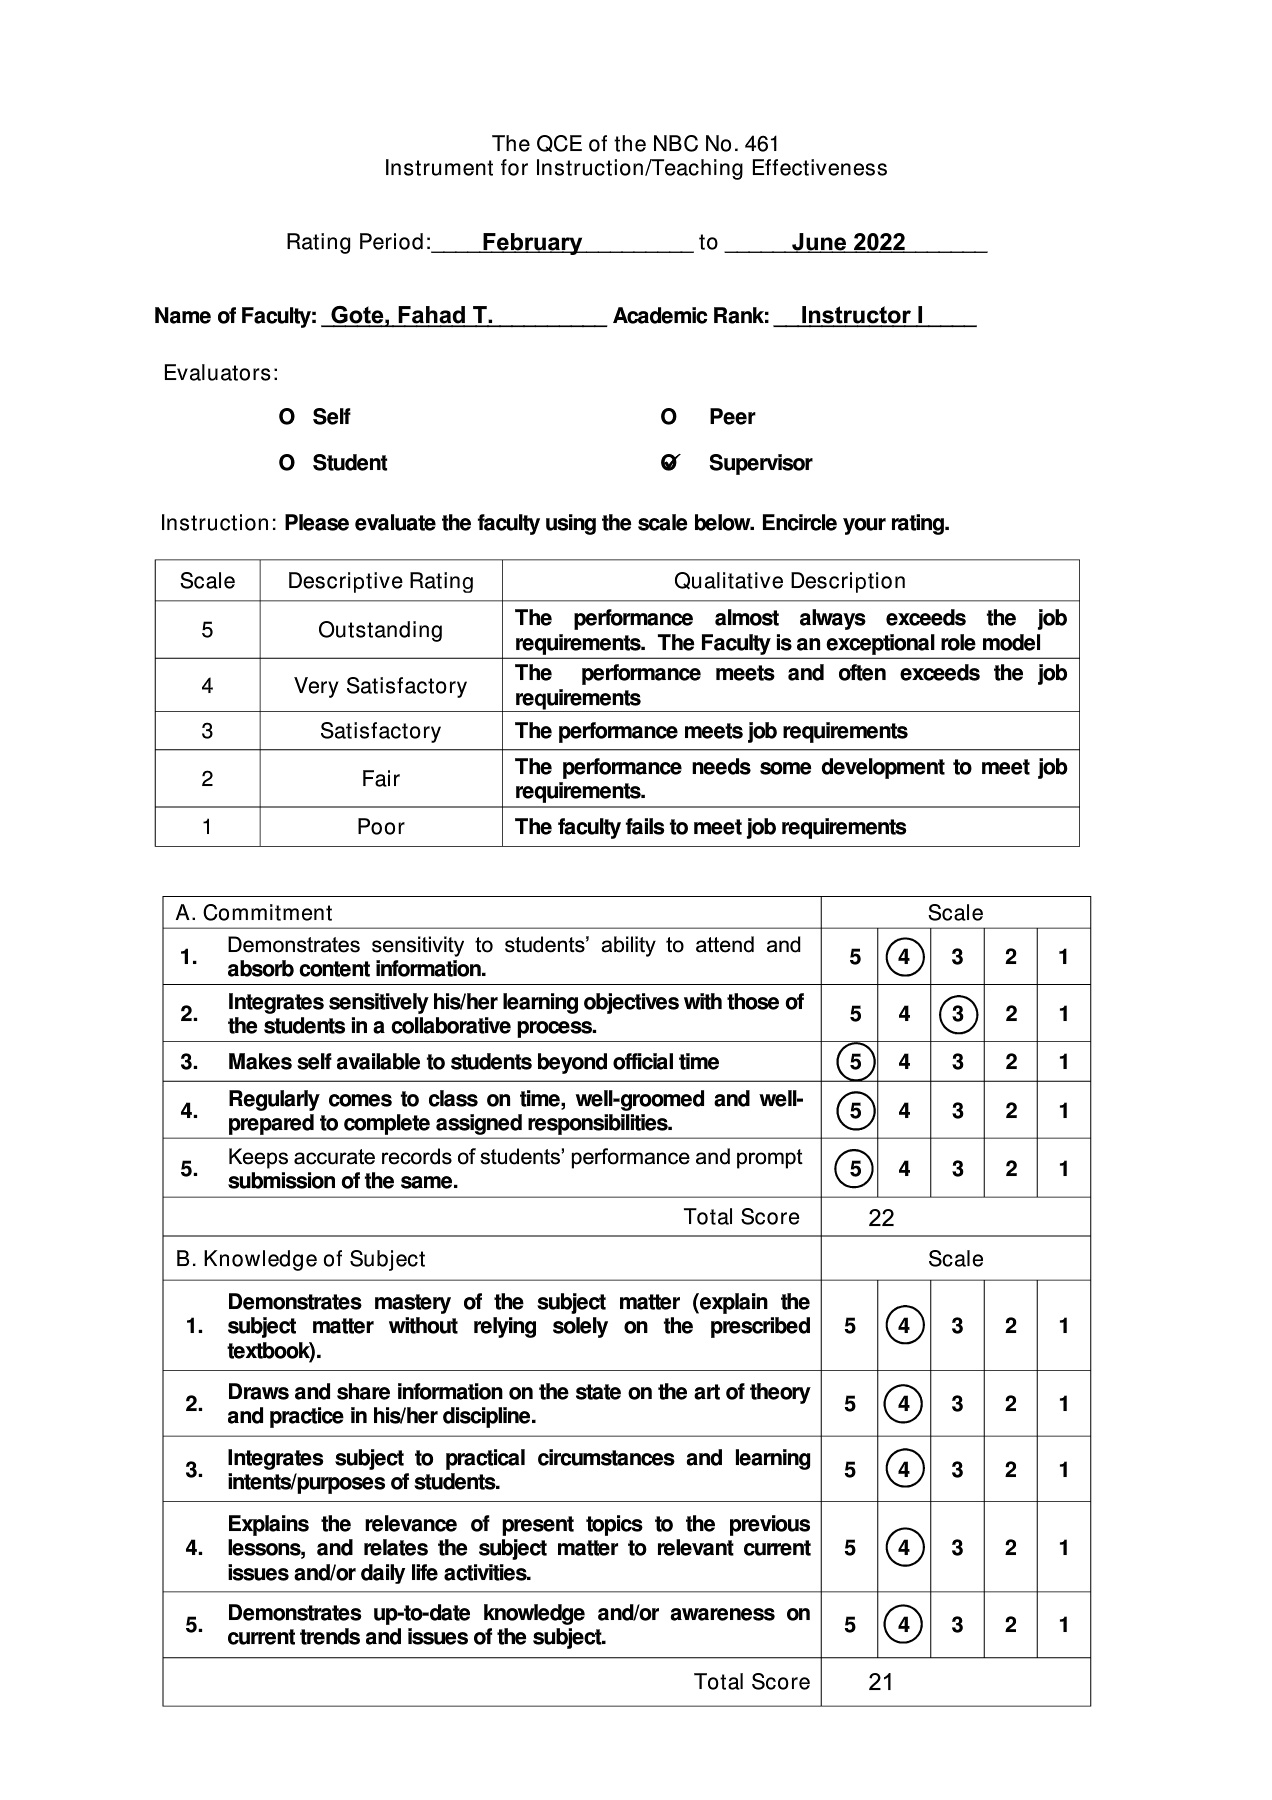 The QCE of the NBC No. 461
Instrument for Instruction/Teaching Effectiveness
Rating Period:____February_________ to _____June 2022______
Name of Faculty: _Gote, Fahad T._________ Academic Rank: __Instructor I____
Evaluators:
O Self O Peer
O Student O✓ Supervisor
Instruction: Please evaluate the faculty using the scale below. Encircle your rating.
Scale Descriptive Rating Qualitative Description
5 Outstanding The performance almost always exceeds the job
requirements. The Faculty is an exceptional role model
4 Very Satisfactory The performance meets and often exceeds the job
requirements
3 Satisfactory The performance meets job requirements
2 Fair The performance needs some development to meet job
requirements.
1 Poor The faculty fails to meet job requirements
A. Commitment Scale
1. Demonstrates sensitivity to students’ ability to attend and
absorb content information. 5 4 3 2 1
2. Integrates sensitively his/her learning objectives with those of
the students in a collaborative process. 5 4 3 2 1
3. Makes self available to students beyond official time 5 4 3 2 1
4. Regularly comes to class on time, well-groomed and well-
prepared to complete assigned responsibilities. 5 4 3 2 1
5. Keeps accurate records of students’ performance and prompt
submission of the same. 5 4 3 2 1
Total Score 22
B. Knowledge of Subject Scale
1. Demonstrates mastery of the subject matter (explain the
subject matter without relying solely on the prescribed
textbook). 5 4 3 2 1
2. Draws and share information on the state on the art of theory
and practice in his/her discipline. 5 4 3 2 1
3. Integrates subject to practical circumstances and learning
intents/purposes of students. 5 4 3 2 1
4. Explains the relevance of present topics to the previous
lessons, and relates the subject matter to relevant current
issues and/or daily life activities. 5 4 3 2 1
5. Demonstrates up-to-date knowledge and/or awareness on
current trends and issues of the subject. 5 4 3 2 1
Total Score 21